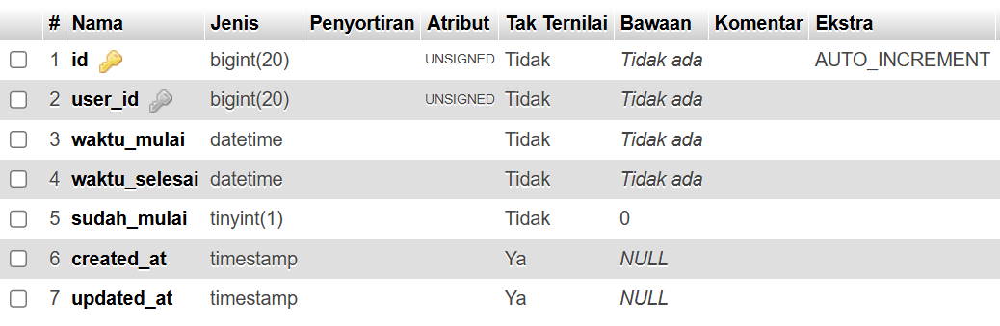 # Nama Jenis Penyortiran Atribut Tak Ternilai Bawaan Komentar Ekstra
1 id bigint(20) UNSIGNED Tidak Tidak ada AUTO_INCREMENT
2 user_id bigint(20) UNSIGNED Tidak Tidak ada
3 waktu_mulai datetime Tidak Tidak ada
4 waktu_selesai datetime Tidak Tidak ada
5 sudah_mulai tinyint(1) Tidak 0
6 created_at timestamp Ya NULL
7 updated_at timestamp Ya NULL